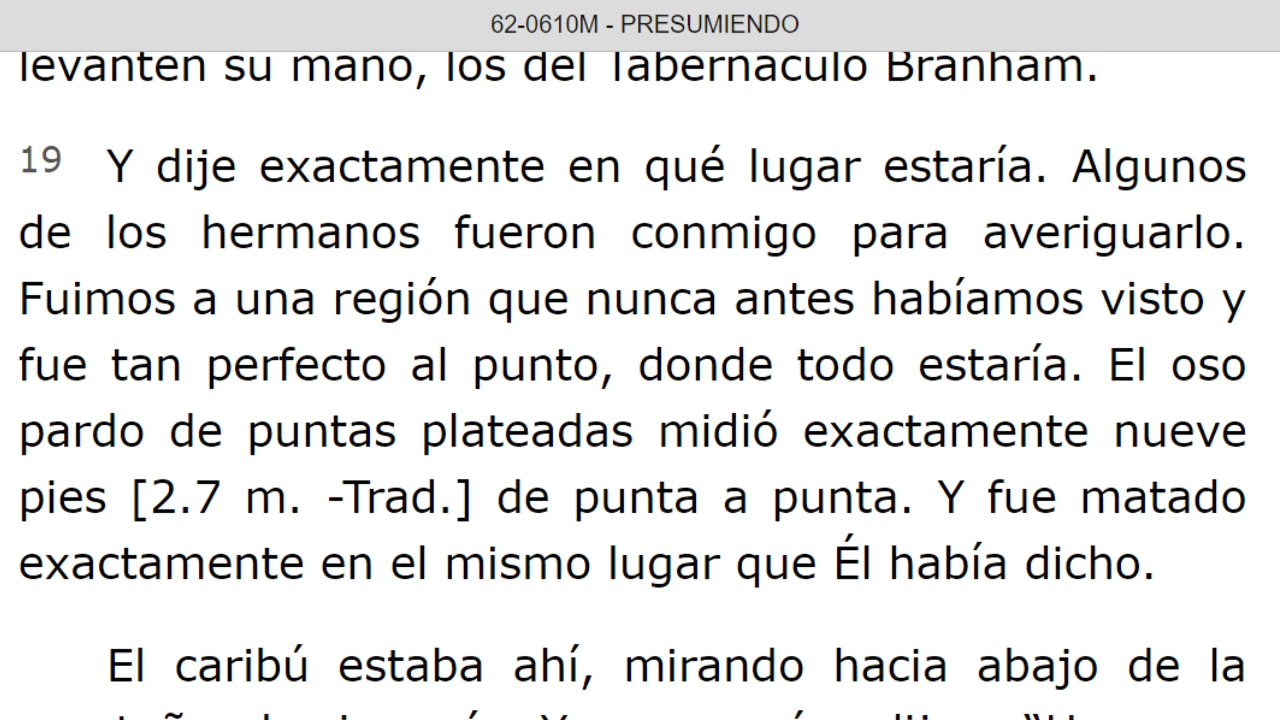 62-0610M - PRESUMIENDO
levanten su mano, los del Tabernáculo Branham.
19 Y dije exactamente en qué lugar estaría. Algunos
de los hermanos fueron conmigo para averiguarlo.
Fuimos a una región que nunca antes habíamos visto y
fue tan perfecto al punto, donde todo estaría. El oso
pardo de puntas plateadas midió exactamente nueve
pies [2.7 m. -Trad.] de punta a punta. Y fue matado
exactamente en el mismo lugar que Él había dicho.
El caribú estaba ahí, mirando hacia abajo de la